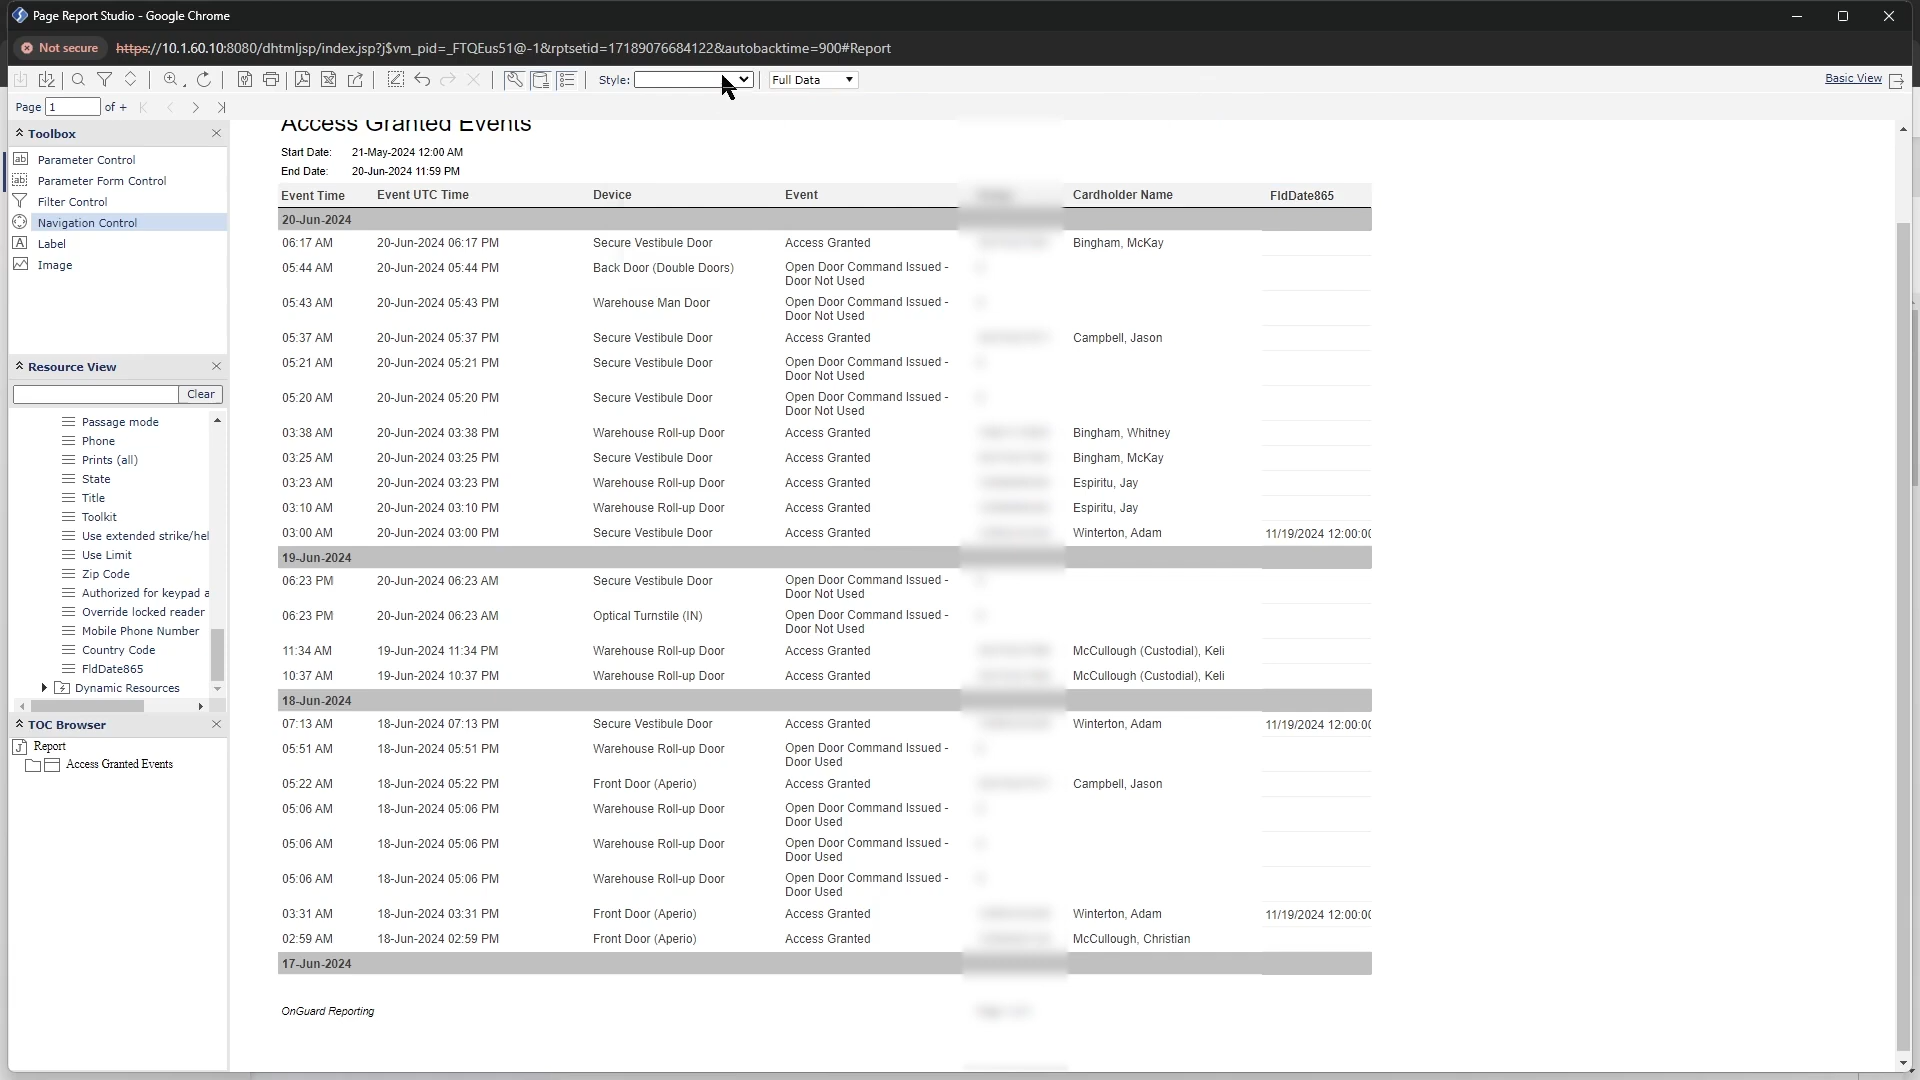 Page Report Studio - Google Chrome
Not secure https://10.1.60.10:8080/dhtmljsp/index.jsp?j$vm_pid=_FTQEus51@-1&rptsetid=17189076684122&autobacktime=900#Report
Style: Full Data Basic View
Page 1 of +
Toolbox
Parameter Control
Parameter Form Control
Filter Control
Navigation Control
Label
Image
Resource View
Clear
Passage mode
Phone
Prints (all)
State
Title
Toolkit
Use extended strike/hel
Use Limit
Zip Code
Authorized for keypad a
Override locked reader
Mobile Phone Number
Country Code
FldDate865
Dynamic Resources
TOC Browser
Report
Access Granted Events
Access Granted Events
Start Date: 21-May-2024 12:00 AM
End Date: 20-Jun-2024 11:59 PM
Event Time Event UTC Time Device Event Cardholder Name FldDate865
20-Jun-2024
06:17 AM 20-Jun-2024 06:17 PM Secure Vestibule Door Access Granted Bingham, McKay
05:44 AM 20-Jun-2024 05:44 PM Back Door (Double Doors) Open Door Command Issued -
Door Not Used
05:43 AM 20-Jun-2024 05:43 PM Warehouse Man Door Open Door Command Issued -
Door Not Used
05:37 AM 20-Jun-2024 05:37 PM Secure Vestibule Door Access Granted Campbell, Jason
05:21 AM 20-Jun-2024 05:21 PM Secure Vestibule Door Open Door Command Issued -
Door Not Used
05:20 AM 20-Jun-2024 05:20 PM Secure Vestibule Door Open Door Command Issued -
Door Not Used
03:38 AM 20-Jun-2024 03:38 PM Warehouse Roll-up Door Access Granted Bingham, Whitney
03:25 AM 20-Jun-2024 03:25 PM Secure Vestibule Door Access Granted Bingham, McKay
03:23 AM 20-Jun-2024 03:23 PM Warehouse Roll-up Door Access Granted Espiritu, Jay
03:10 AM 20-Jun-2024 03:10 PM Warehouse Roll-up Door Access Granted Espiritu, Jay
03:00 AM 20-Jun-2024 03:00 PM Secure Vestibule Door Access Granted Winterton, Adam 11/19/2024 12:00:00
19-Jun-2024
06:23 PM 20-Jun-2024 06:23 AM Secure Vestibule Door Open Door Command Issued -
Door Not Used
06:23 PM 20-Jun-2024 06:23 AM Optical Turnstile (IN) Open Door Command Issued -
Door Not Used
11:34 AM 19-Jun-2024 11:34 PM Warehouse Roll-up Door Access Granted McCullough (Custodial), Keli
10:37 AM 19-Jun-2024 10:37 PM Warehouse Roll-up Door Access Granted McCullough (Custodial), Keli
18-Jun-2024
07:13 AM 18-Jun-2024 07:13 PM Secure Vestibule Door Access Granted Winterton, Adam 11/19/2024 12:00:00
05:51 AM 18-Jun-2024 05:51 PM Warehouse Roll-up Door Open Door Command Issued -
Door Used
05:22 AM 18-Jun-2024 05:22 PM Front Door (Aperio) Access Granted Campbell, Jason
05:06 AM 18-Jun-2024 05:06 PM Warehouse Roll-up Door Open Door Command Issued -
Door Used
05:06 AM 18-Jun-2024 05:06 PM Warehouse Roll-up Door Open Door Command Issued -
Door Used
05:06 AM 18-Jun-2024 05:06 PM Warehouse Roll-up Door Open Door Command Issued -
Door Used
03:31 AM 18-Jun-2024 03:31 PM Front Door (Aperio) Access Granted Winterton, Adam 11/19/2024 12:00:00
02:59 AM 18-Jun-2024 02:59 PM Front Door (Aperio) Access Granted McCullough, Christian
17-Jun-2024
OnGuard Reporting